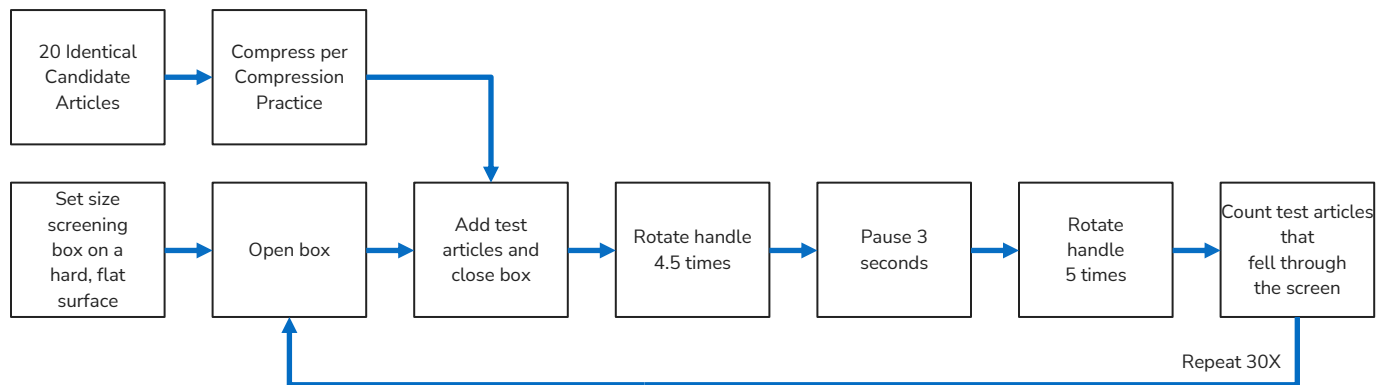 20 Identical
Candidate
Articles
Compress per
Compression
Practice
Set size
screening
box on a
hard, flat
surface
Open box
Add test
articles and
close box
Rotate handle
4.5 times
Pause 3
seconds
Rotate
handle
5 times
Count test articles
that
fell through
the screen
Repeat 30X